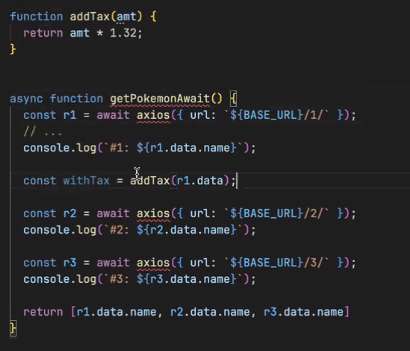 function addTax(amt) {
  return amt * 1.32;
}
async function getPokemonAwait() {
  const r1 = await axios({ url: `${BASE_URL}/1/` });
  // ...
  console.log(`#1: ${r1.data.name}`);
  const withTax = addTax(r1.data);
  const r2 = await axios({ url: `${BASE_URL}/2/` });
  console.log(`#2: ${r2.data.name}`);
  const r3 = await axios({ url: `${BASE_URL}/3/` });
  console.log(`#3: ${r3.data.name}`);
  return [r1.data.name, r2.data.name, r3.data.name]
}